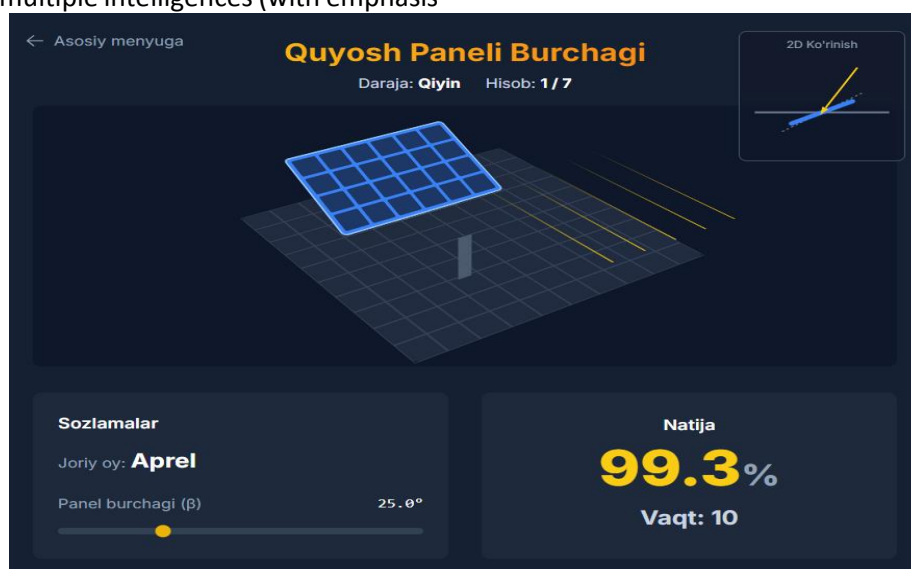 multiple intelligences (with emphasis
← Asosiy menyuga
Quyosh Paneli Burchagi
Daraja: Qiyin Hisob: 1 / 7
2D Ko'rinish
Sozlamalar
Joriy oy: Aprel
Panel burchagi (β) 25.0°
Natija
99.3%
Vaqt: 10